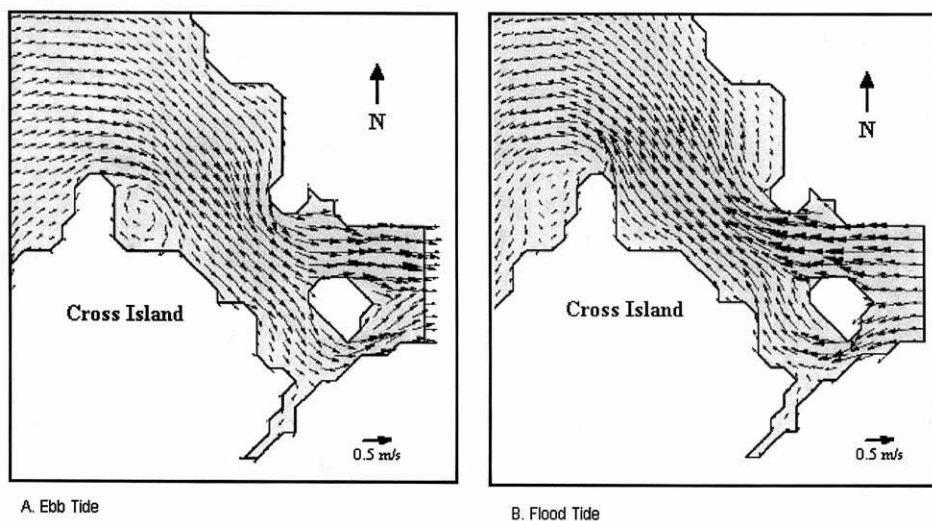 N
Cross Island
0.5 m/s
A. Ebb Tide
N
Cross Island
0.5 m/s
B. Flood Tide